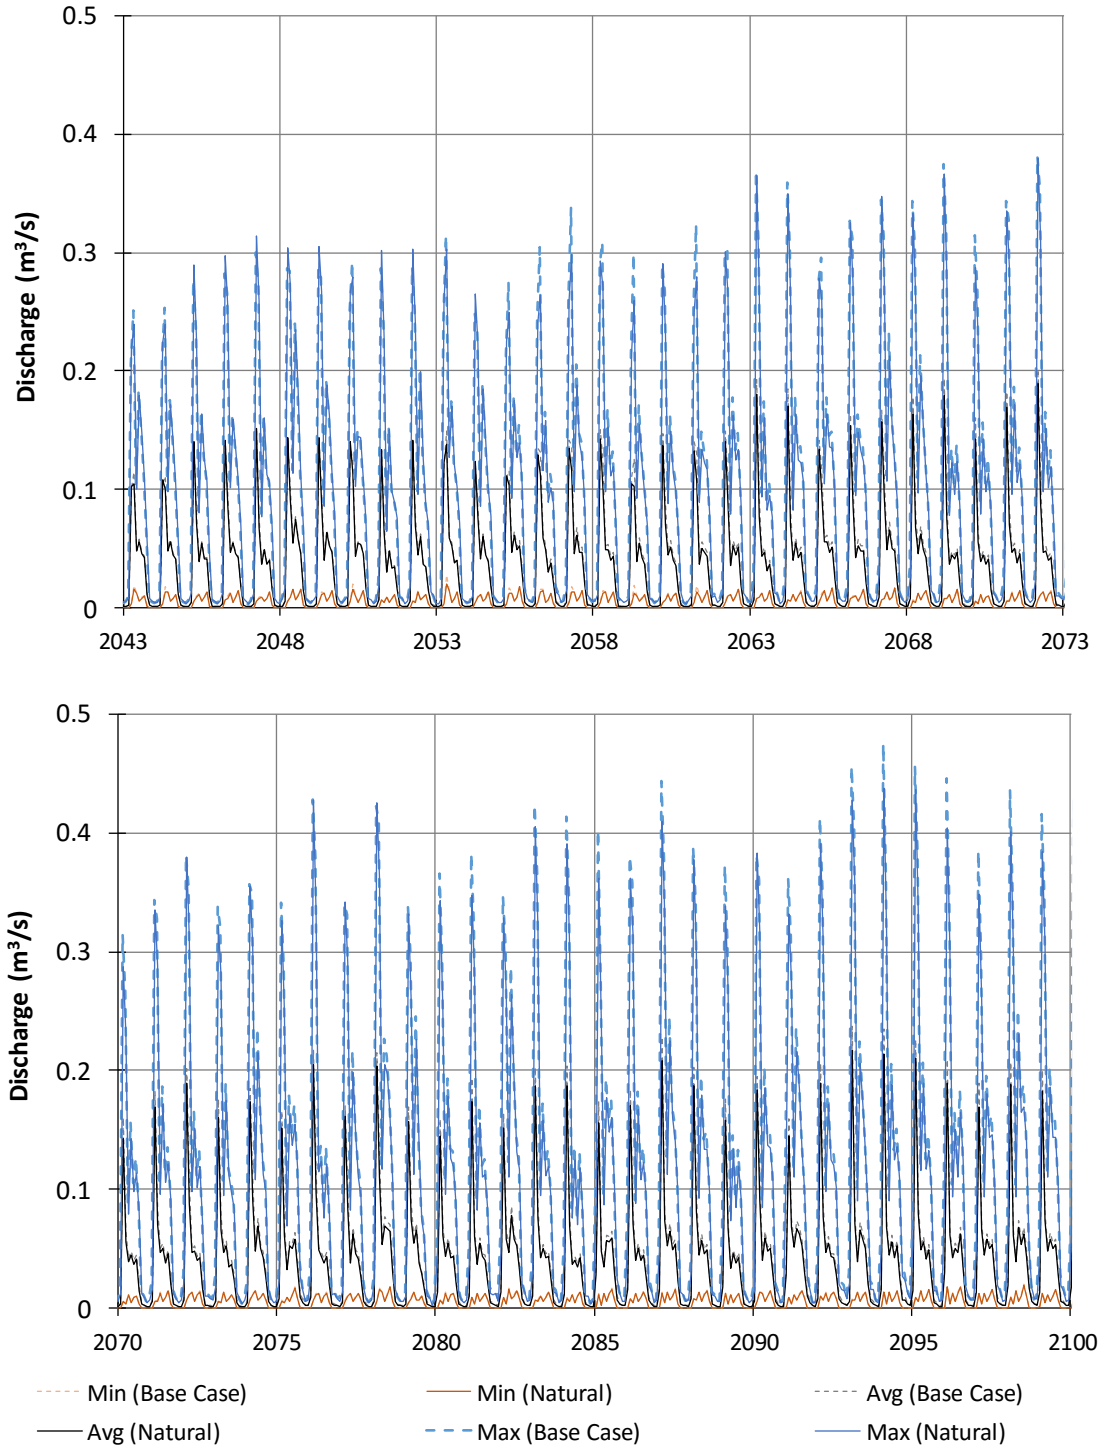 0.5
0.4
0.3
0.2
0.1
0
Discharge (m³/s)
2043 2048 2053 2058 2063 2068 2073
0.5
0.4
0.3
0.2
0.1
0
Discharge (m³/s)
2070 2075 2080 2085 2090 2095 2100
Min (Base Case) Min (Natural) Avg (Base Case)
Avg (Natural) Max (Base Case) Max (Natural)